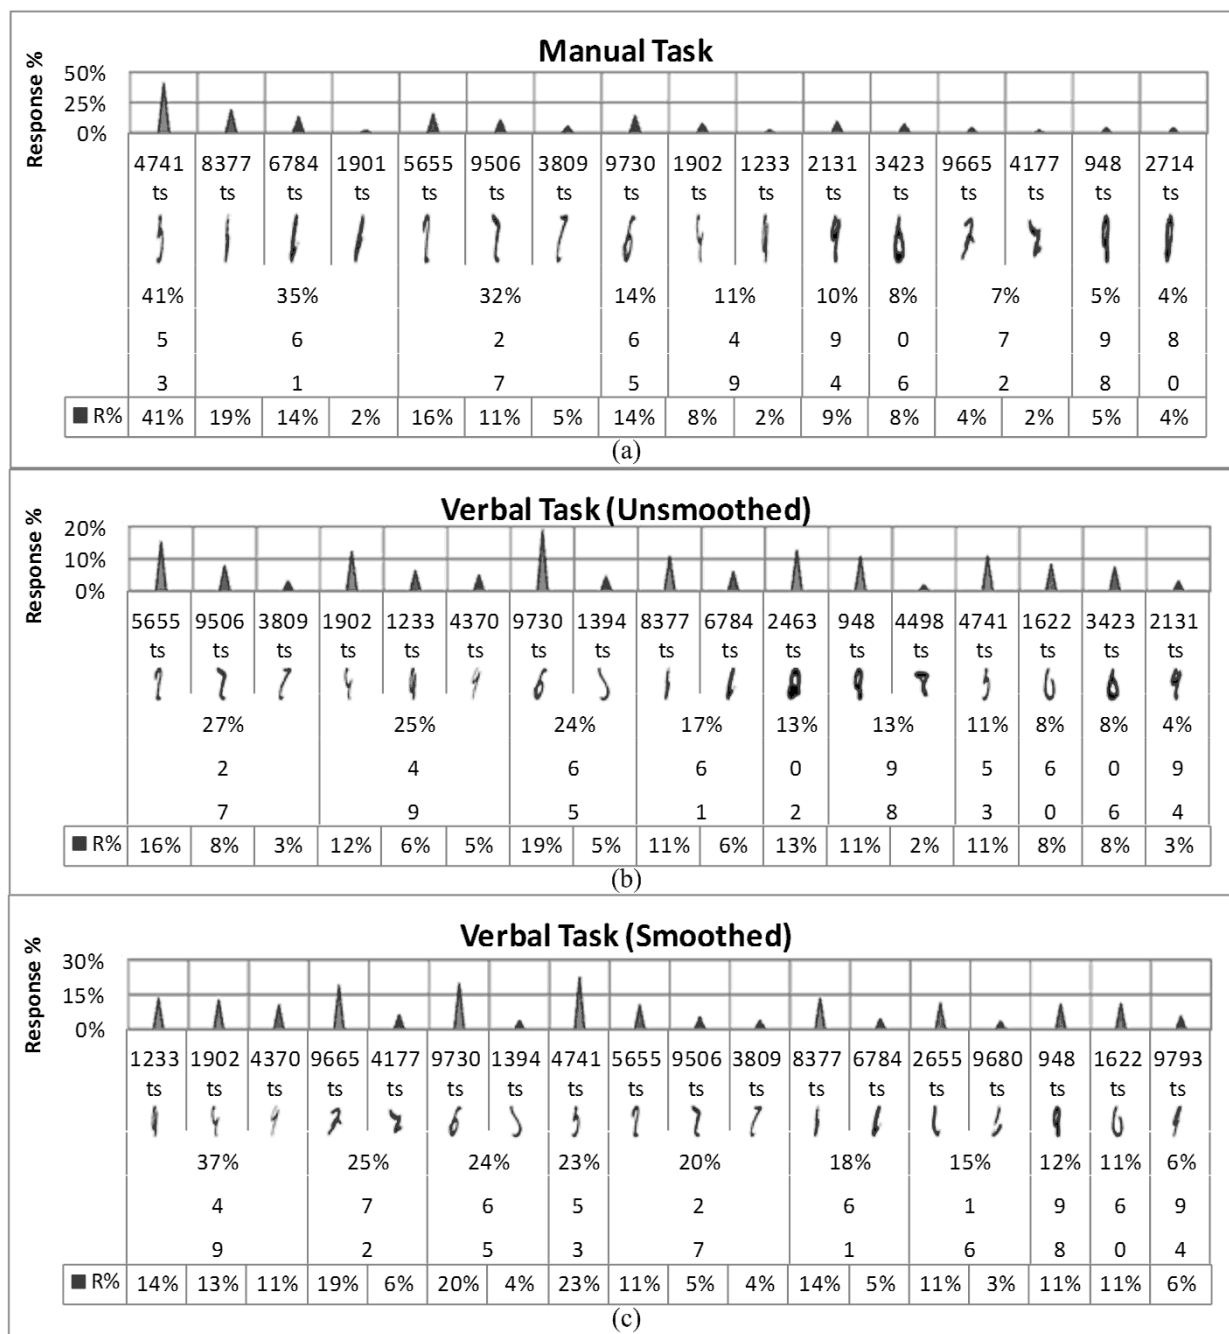 Manual Task
Response %
50%
25%
0%
4741 8377 6784 1901 5655 9506 3809 9730 1902 1233 2131 3423 9665 4177 948 2714
ts ts ts ts ts ts ts ts ts ts ts ts ts ts ts ts
41% 35% 32% 14% 11% 10% 8% 7% 5% 4%
5 6 2 6 4 9 0 7 9 8
3 1 7 5 9 4 6 2 8 0
R% 41% 19% 14% 2% 16% 11% 5% 14% 8% 2% 9% 8% 4% 2% 5% 4%
(a)
Verbal Task (Unsmoothed)
Response %
20%
10%
0%
5655 9506 3809 1902 1233 4370 9730 1394 8377 6784 2463 948 4498 4741 1622 3423 2131
ts ts ts ts ts ts ts ts ts ts ts ts ts ts ts ts ts
27% 25% 24% 17% 13% 13% 11% 8% 8% 4%
2 4 6 6 0 9 5 6 0 9
7 9 5 1 2 8 3 0 6 4
R% 16% 8% 3% 12% 6% 5% 19% 5% 11% 6% 13% 11% 2% 11% 8% 8% 3%
(b)
Verbal Task (Smoothed)
Response %
30%
15%
0%
1233 1902 4370 9665 4177 9730 1394 4741 5655 9506 3809 8377 6784 2655 9680 948 1622 9793
ts ts ts ts ts ts ts ts ts ts ts ts ts ts ts ts ts ts
37% 25% 24% 23% 20% 18% 15% 12% 11% 6%
4 7 6 5 2 6 1 9 6 9
9 2 5 3 7 1 6 8 0 4
R% 14% 13% 11% 19% 6% 20% 4% 23% 11% 5% 4% 14% 5% 11% 3% 11% 11% 6%
(c)